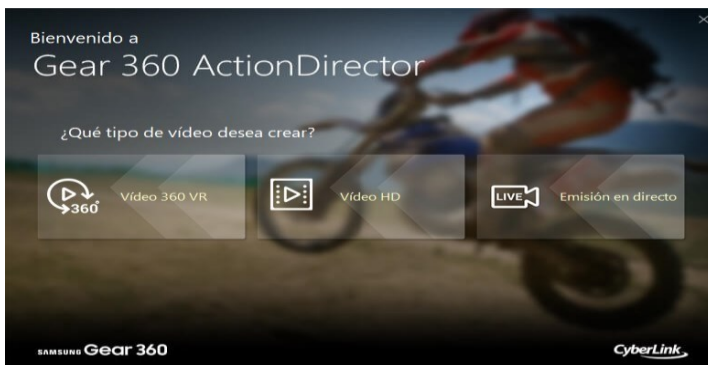 Bienvenido a
Gear 360 ActionDirector
¿Qué tipo de vídeo desea crear?
360°
Vídeo 360 VR
Vídeo HD
LIVE
Emisión en directo
SAMSUNG Gear 360
CyberLink